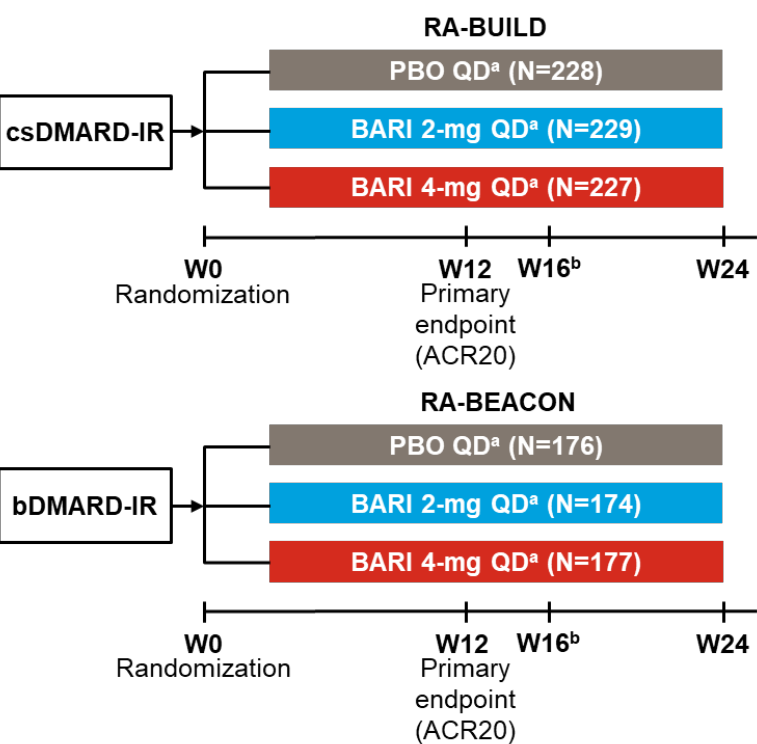 RA-BUILD
PBO QDᵃ (N=228)
csDMARD-IR
BARI 2-mg QDᵃ (N=229)
BARI 4-mg QDᵃ (N=227)
W0
W12
W16ᵇ
W24
Randomization
Primary
endpoint
(ACR20)
RA-BEACON
PBO QDᵃ (N=176)
bDMARD-IR
BARI 2-mg QDᵃ (N=174)
BARI 4-mg QDᵃ (N=177)
W0
W12
W16ᵇ
W24
Randomization
Primary
endpoint
(ACR20)